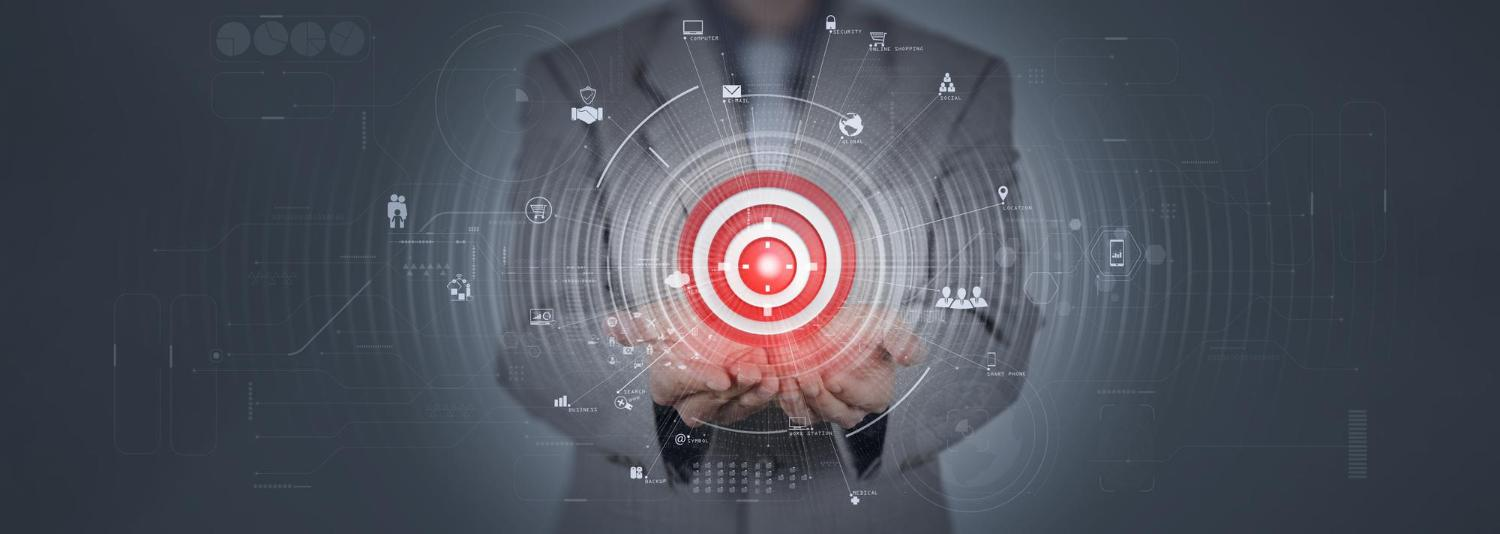 COMPUTER
SECURITY
ONLINE SHOPPING
E-MAIL
SOCIAL
GLOBAL
LOCATION
SMART PHONE
SEARCH
BUSINESS
WORK STATION
@ SYMBOL
BACKUP
MEDICAL